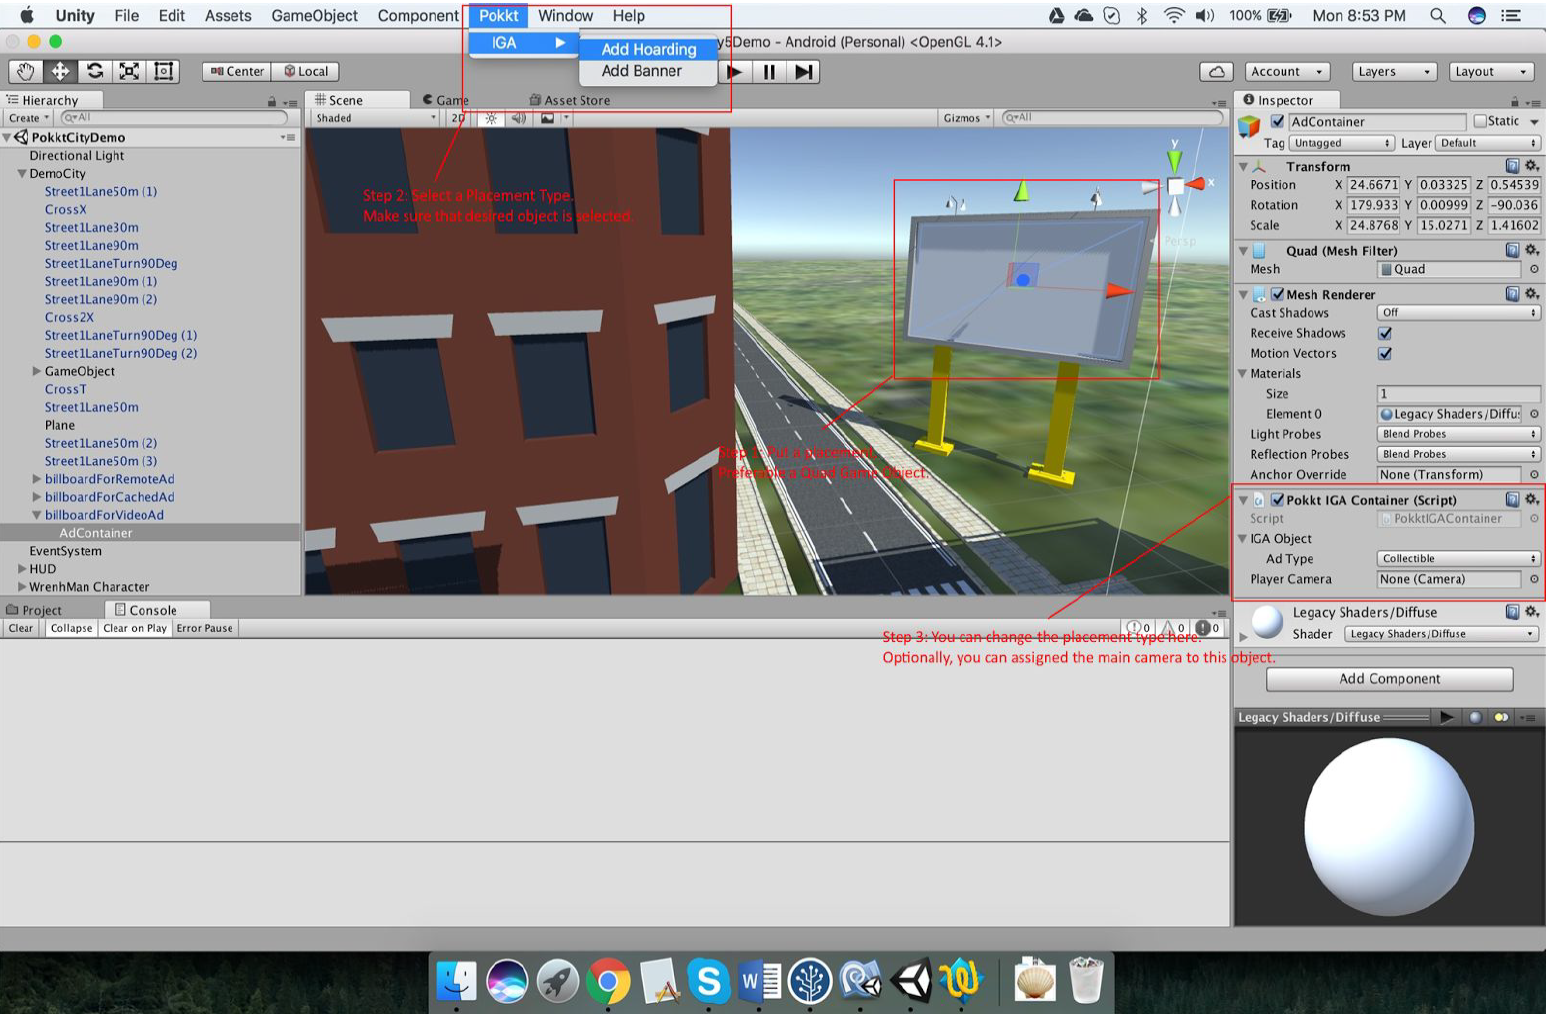 Unity File Edit Assets GameObject Component Pokkt Window Help 100% Mon 8:53 PM
IGA
Add Hoarding
Add Banner
y5Demo - Android (Personal) <OpenGL 4.1>
Center Local Account Layers Layout
Hierarchy
Create All
PokktCityDemo
Directional Light
DemoCity
Street1Lane50m (1)
CrossX
Street1Lane30m
Street1Lane90m
Street1LaneTurn90Deg
Street1Lane90m (1)
Street1Lane90m (2)
Cross2X
Street1LaneTurn90Deg (1)
Street1LaneTurn90Deg (2)
GameObject
CrossT
Street1Lane50m
Plane
Street1Lane50m (2)
Street1Lane50m (3)
billboardForRemoteAd
billboardForCachedAd
billboardForVideoAd
AdContainer
EventSystem
HUD
WrenhMan Character
Scene Game Asset Store
Shaded 2D Gizmos All
y
x
Persp
Step 2: Select a Placement Type.
Make sure that desired object is selected.
Step 1: Put a placement,
Preferable a Quad Game Object.
Step 3: You can change the placement type here.
Optionally, you can assigned the main camera to this object.
Project Console
Clear Collapse Clear on Play Error Pause 0 0 0
Inspector
AdContainer Static
Tag Untagged Layer Default
Transform
Position X 24.6671 Y 0.03325 Z 0.54539
Rotation X 179.933 Y 0.00999 Z -90.036
Scale X 24.8768 Y 15.0271 Z 1.41602
Quad (Mesh Filter)
Mesh Quad
Mesh Renderer
Cast Shadows Off
Receive Shadows
Motion Vectors
Materials
Size 1
Element 0 Legacy Shaders/Diffu
Light Probes Blend Probes
Reflection Probes Blend Probes
Anchor Override None (Transform)
Pokkt IGA Container (Script)
Script PokktIGAContainer
IGA Object
Ad Type Collectible
Player Camera None (Camera)
Legacy Shaders/Diffuse
Shader Legacy Shaders/Diffuse
Add Component
Legacy Shaders/Diffuse
S
W